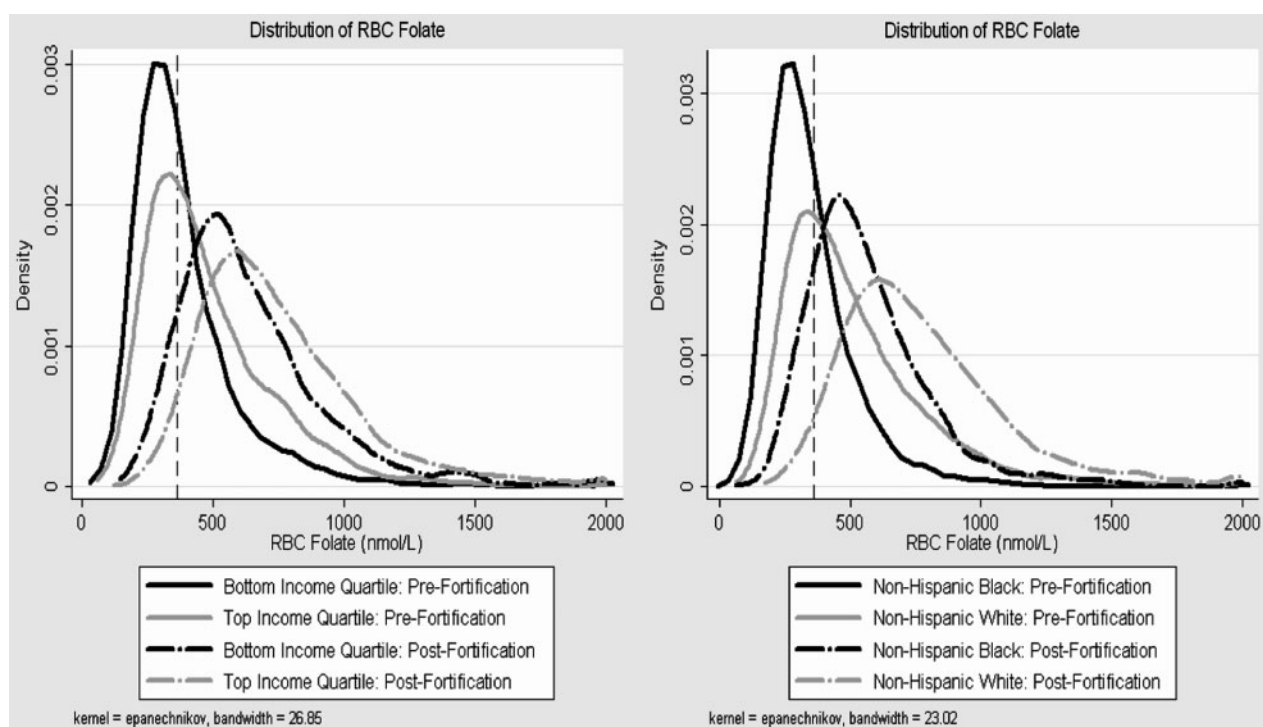 Distribution of RBC Folate
0.003
0.002
0.001
0
Density
0 500 1000 1500 2000
RBC Folate (nmol/L)
Bottom Income Quartile: Pre-Fortification
Top Income Quartile: Pre-Fortification
Bottom Income Quartile: Post-Fortification
Top Income Quartile: Post-Fortification
kernel = epanechnikov, bandwidth = 26.85
Distribution of RBC Folate
0.003
0.002
0.001
0
Density
0 500 1000 1500 2000
RBC Folate (nmol/L)
Non-Hispanic Black: Pre-Fortification
Non-Hispanic White: Pre-Fortification
Non-Hispanic Black: Post-Fortification
Non-Hispanic White: Post-Fortification
kernel = epanechnikov, bandwidth = 23.02